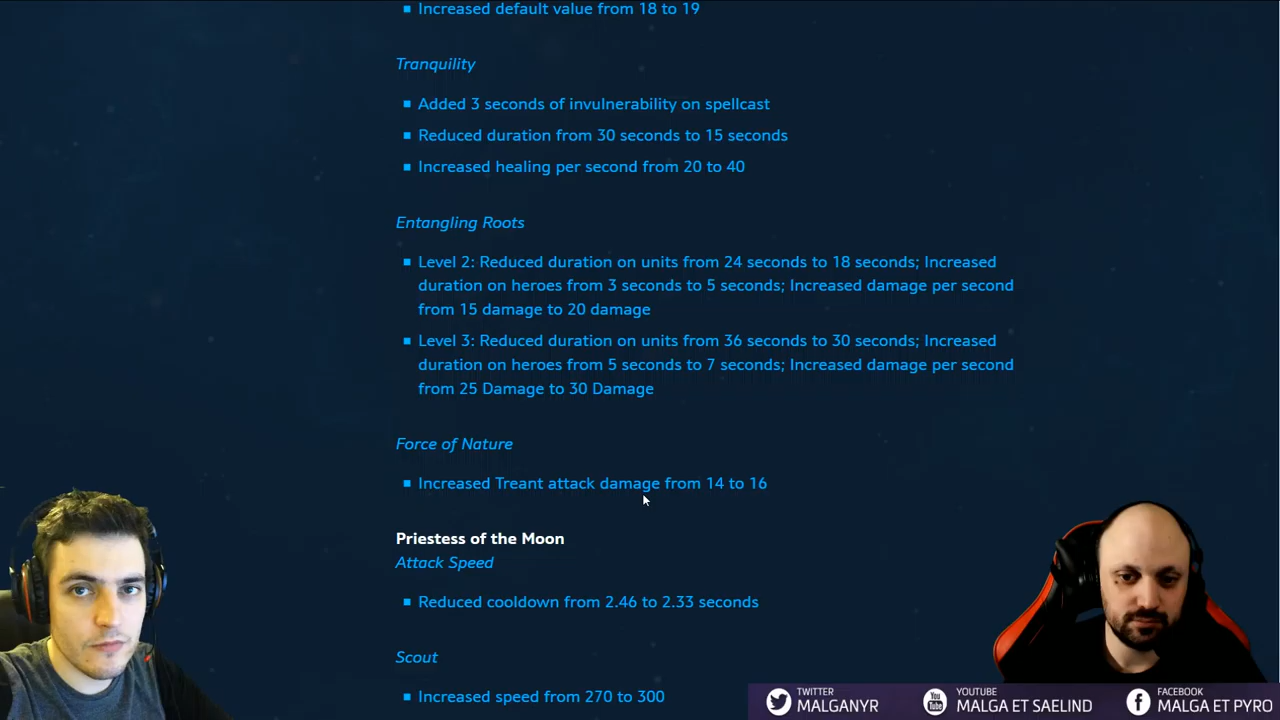 Increased default value from 18 to 19
Tranquility
Added 3 seconds of invulnerability on spellcast
Reduced duration from 30 seconds to 15 seconds
Increased healing per second from 20 to 40
Entangling Roots
Level 2: Reduced duration on units from 24 seconds to 18 seconds; Increased
duration on heroes from 3 seconds to 5 seconds; Increased damage per second
from 15 damage to 20 damage
Level 3: Reduced duration on units from 36 seconds to 30 seconds; Increased
duration on heroes from 5 seconds to 7 seconds; Increased damage per second
from 25 Damage to 30 Damage
Force of Nature
Increased Treant attack damage from 14 to 16
Priestess of the Moon
Attack Speed
Reduced cooldown from 2.46 to 2.33 seconds
Scout
Increased speed from 270 to 300
TWITTER
MALGANYR
You Tube
YOUTUBE
MALGA ET SAELIND
FACEBOOK
MALGA ET PYRO